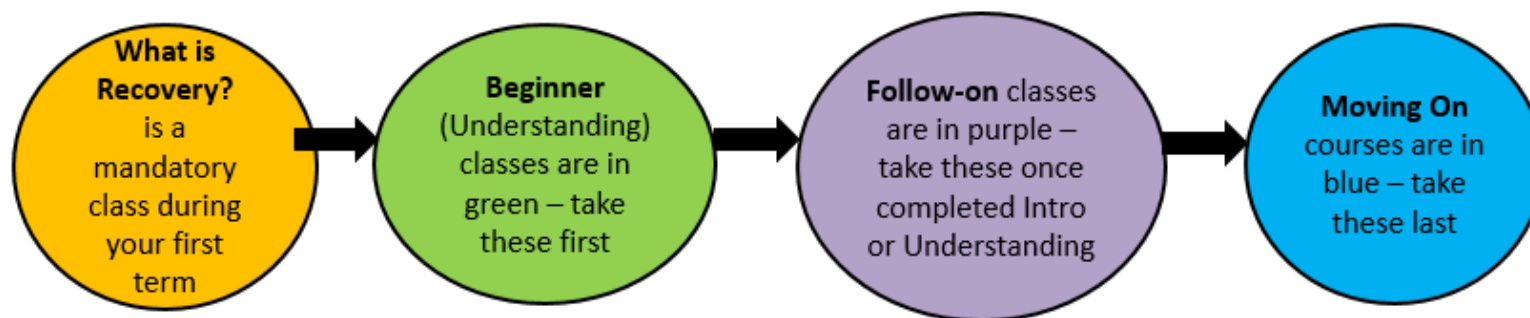 What is
Recovery?
is a
mandatory
class during
your first
term
Beginner
(Understanding)
classes are in
green – take
these first
Follow-on classes
are in purple –
take these once
completed Intro
or Understanding
Moving On
courses are in
blue – take
these last